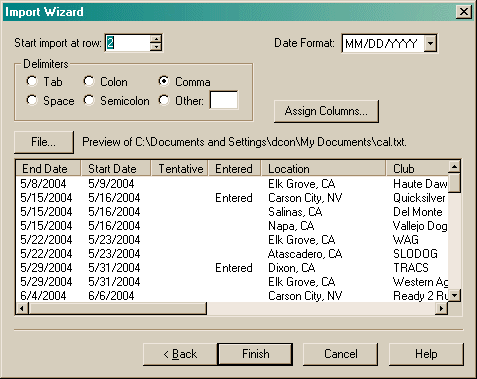 Import Wizard
Start import at row: 2 Date Format: MM/DD/YYYY
Delimiters
Tab Colon Comma
Space Semicolon Other:
Assign Columns...
File... Preview of C:\Documents and Settings\dcon\My Documents\cal.txt.
End Date Start Date Tentative Entered Location Club
5/8/2004 5/9/2004 Elk Grove, CA Haute Daw
5/15/2004 5/16/2004 Entered Carson City, NV Quicksilver
5/15/2004 5/16/2004 Salinas, CA Del Monte
5/15/2004 5/16/2004 Napa, CA Vallejo Dog
5/22/2004 5/23/2004 Elk Grove, CA WAG
5/22/2004 5/23/2004 Atascadero, CA SLODOG
5/29/2004 5/31/2004 Entered Dixon, CA TRACS
5/29/2004 5/31/2004 Elk Grove, CA Western Ag
6/4/2004 6/6/2004 Carson City, NV Ready 2 Ru
< Back Finish Cancel Help